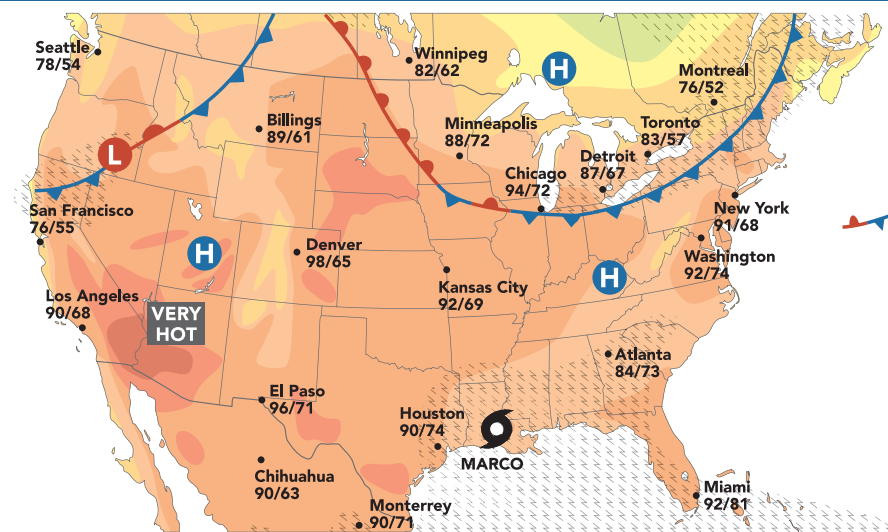 Seattle
78/54
Winnipeg
82/62
H
Montreal
76/52
Billings
89/61
Minneapolis
88/72
Toronto
83/57
L
Detroit
87/67
Chicago
94/72
San Francisco
76/55
New York
91/68
H
Denver
98/65
Washington
92/74
H
Kansas City
92/69
Los Angeles
90/68
VERY
HOT
Atlanta
84/73
El Paso
96/71
Houston
90/74
MARCO
Chihuahua
90/63
Miami
92/81
Monterrey
90/71